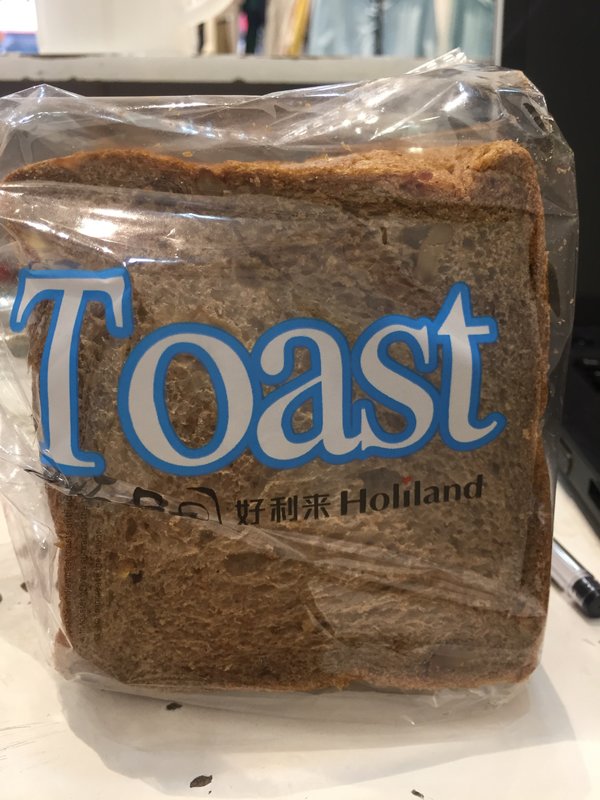 Toast
好利来 Holiland